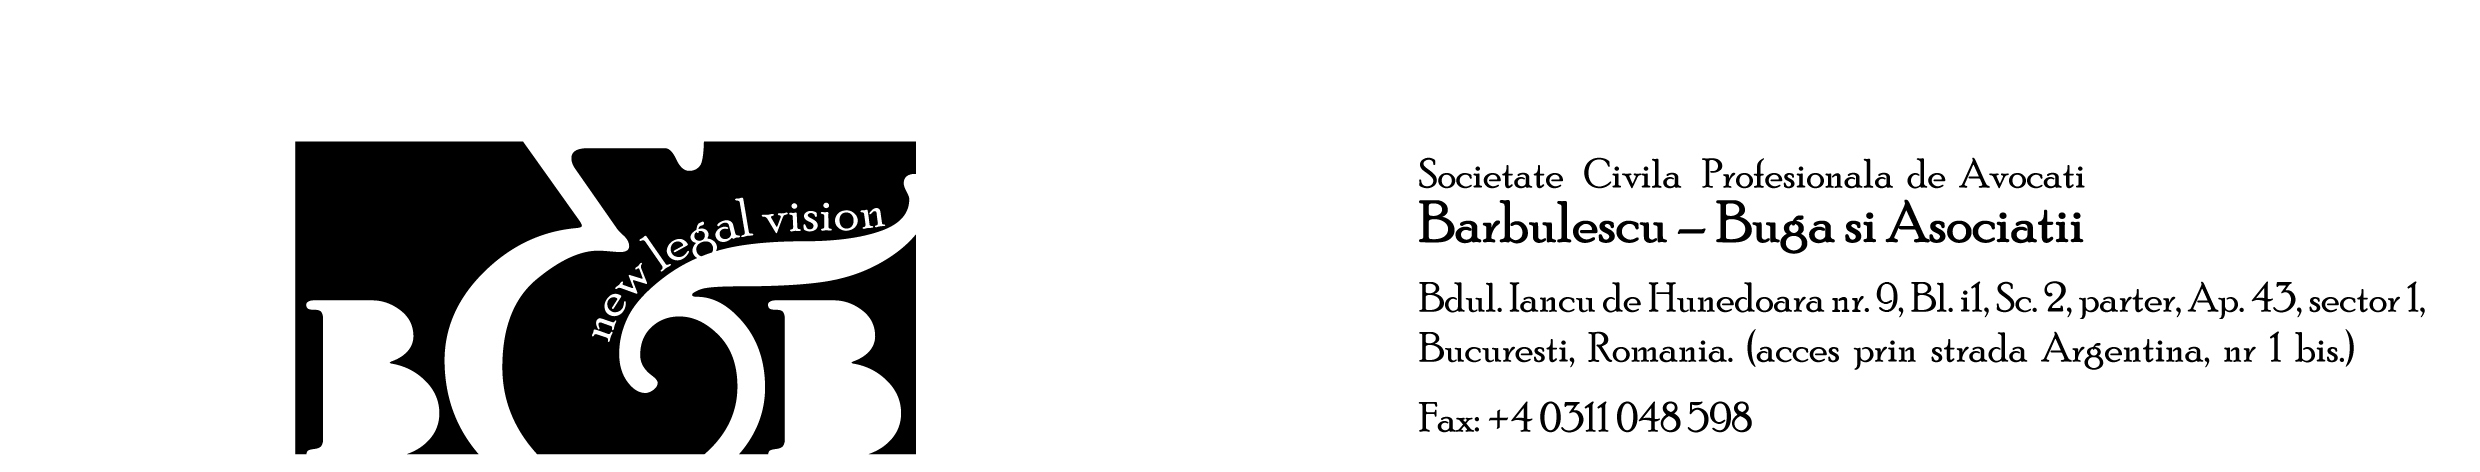 B&B
new legal vision
Societate Civila Profesionala de Avocati
Barbulescu – Buga si Asociatii
Bdul. Iancu de Hunedoara nr. 9, Bl. i1, Sc. 2, parter, Ap. 43, sector 1,
Bucuresti, Romania. (acces prin strada Argentina, nr 1 bis.)
Fax: +4 0311 048 598